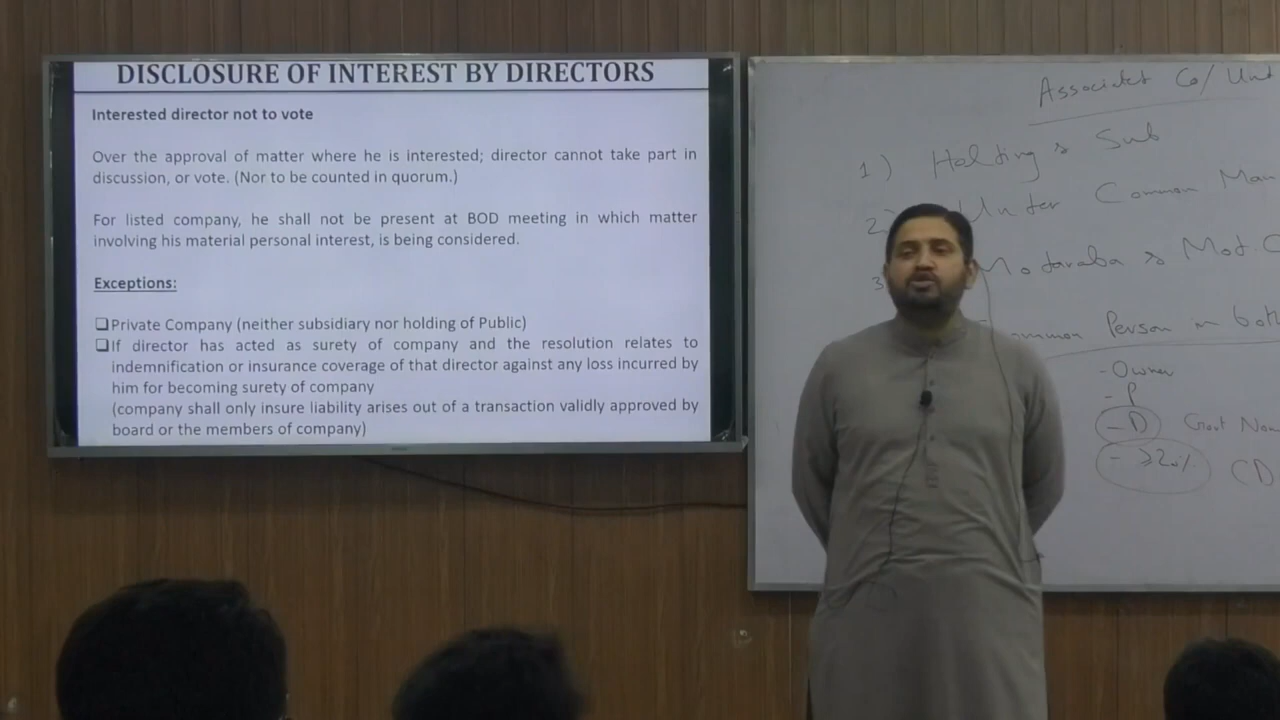 DISCLOSURE OF INTEREST BY DIRECTORS
Interested director not to vote
Over the approval of matter where he is interested; director cannot take part in
discussion, or vote. (Nor to be counted in quorum.)
For listed company, he shall not be present at BOD meeting in which matter
involving his material personal interest, is being considered.
Exceptions:
❑Private Company (neither subsidiary nor holding of Public)
❑If director has acted as surety of company and the resolution relates to
indemnification or insurance coverage of that director against any loss incurred by
him for becoming surety of company
(company shall only insure liability arises out of a transaction validly approved by
board or the members of company)
Associated Co/
1) Holding & Sub
2) Under Common Man
3 Modaraba & Mod. C
Person in both
- Owner
- P
- D
- ≥20%